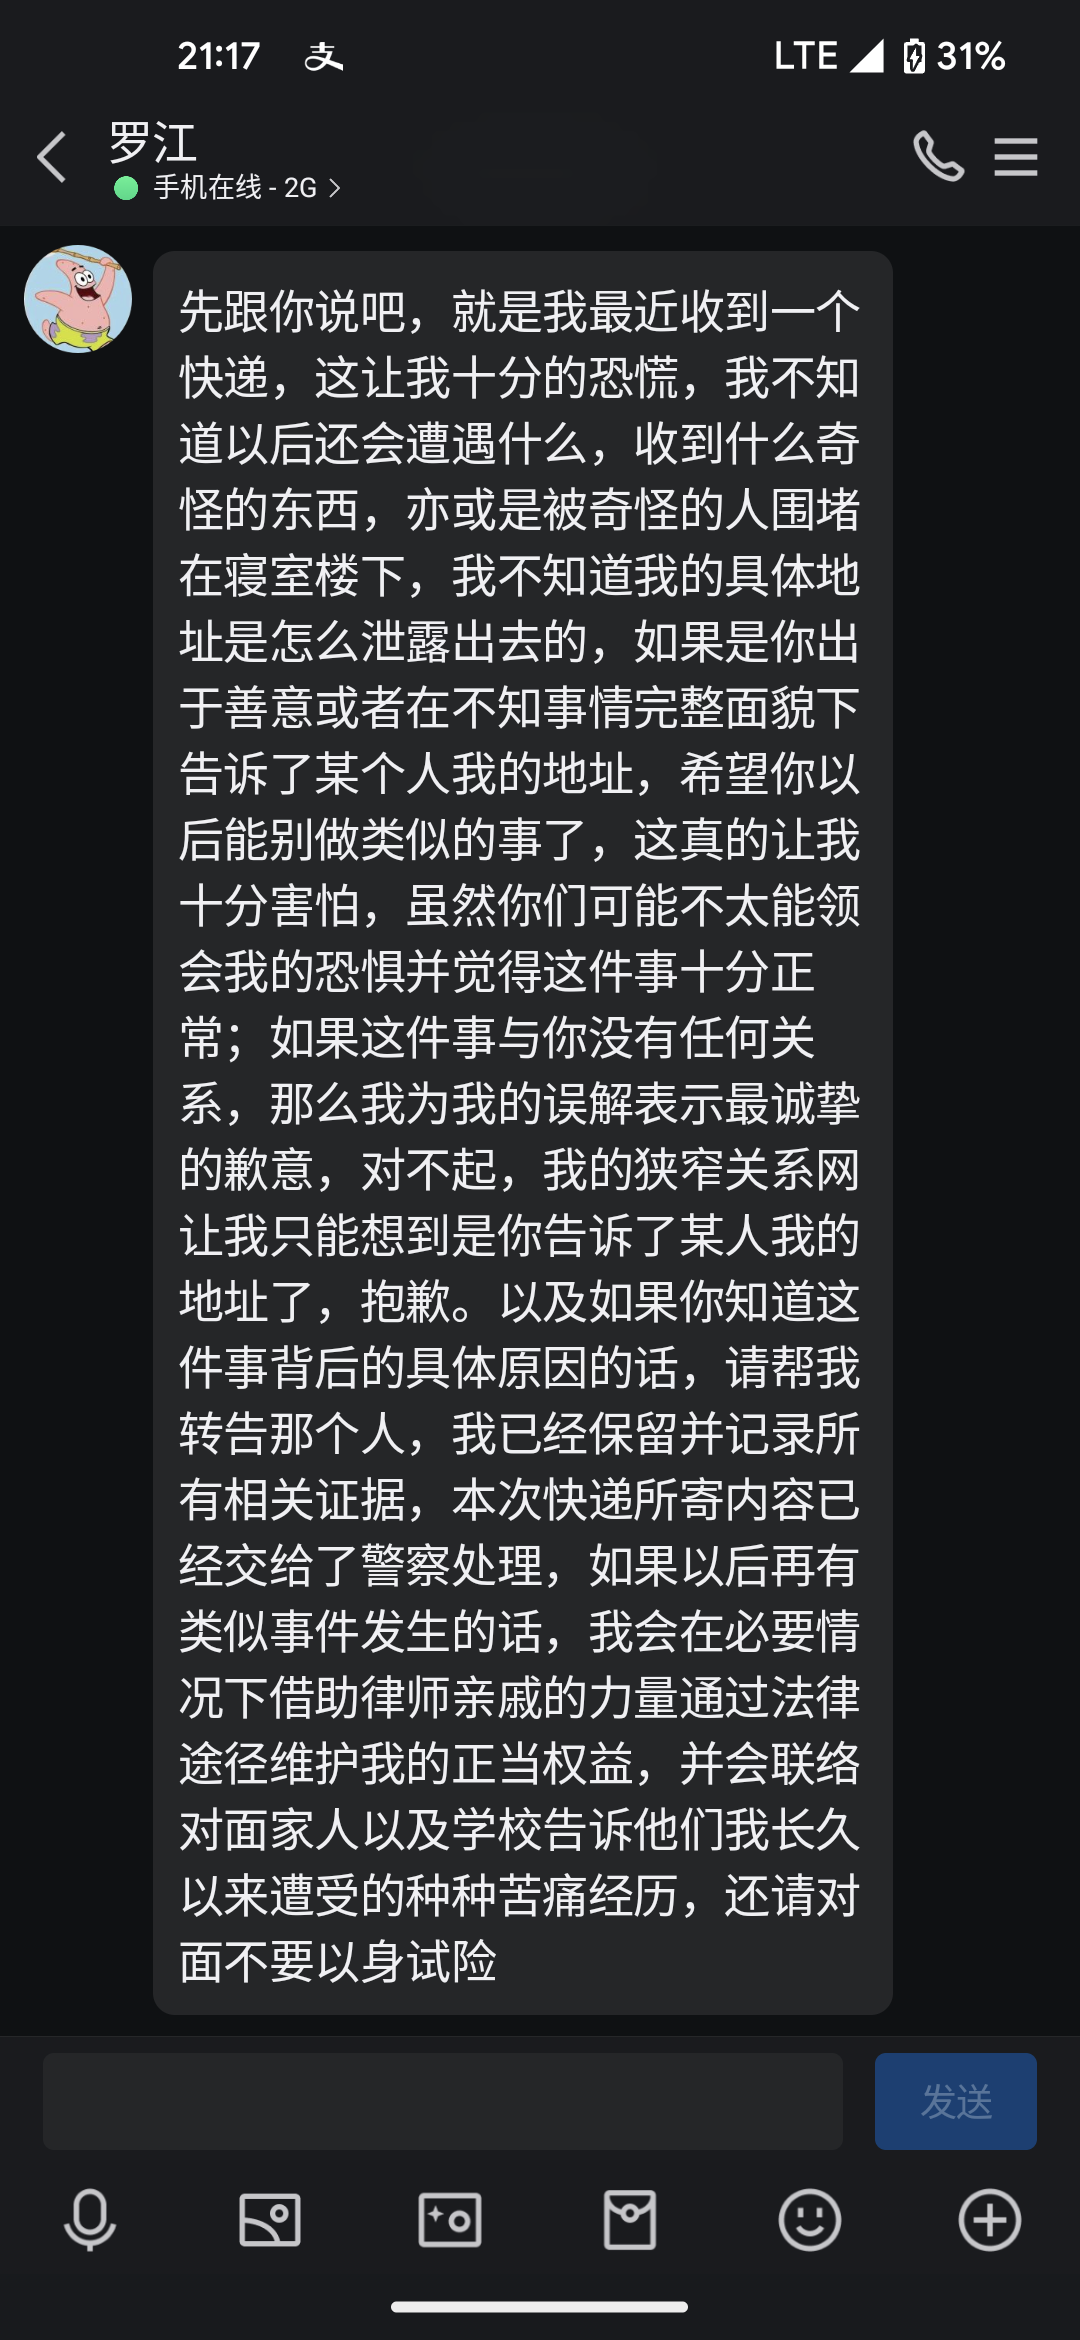 21:17 支 LTE 31%
罗江
手机在线 - 2G >
先跟你说吧，就是我最近收到一个
快递，这让我十分的恐慌，我不知
道以后还会遭遇什么，收到什么奇
怪的东西，亦或是被奇怪的人围堵
在寝室楼下，我不知道我的具体地
址是怎么泄露出去的，如果是你出
于善意或者在不知事情完整面貌下
告诉了某个人我的地址，希望你以
后能别做类似的事了，这真的让我
十分害怕，虽然你们可能不太能领
会我的恐惧并觉得这件事十分正
常；如果这件事与你没有任何关
系，那么我为我的误解表示最诚挚
的歉意，对不起，我的狭窄关系网
让我只能想到是你告诉了某人我的
地址了，抱歉。以及如果你知道这
件事背后的具体原因的话，请帮我
转告那个人，我已经保留并记录所
有相关证据，本次快递所寄内容已
经交给了警察处理，如果以后再有
类似事件发生的话，我会在必要情
况下借助律师亲戚的力量通过法律
途径维护我的正当权益，并会联络
对面家人以及学校告诉他们我长久
以来遭受的种种苦痛经历，还请对
面不要以身试险
发送